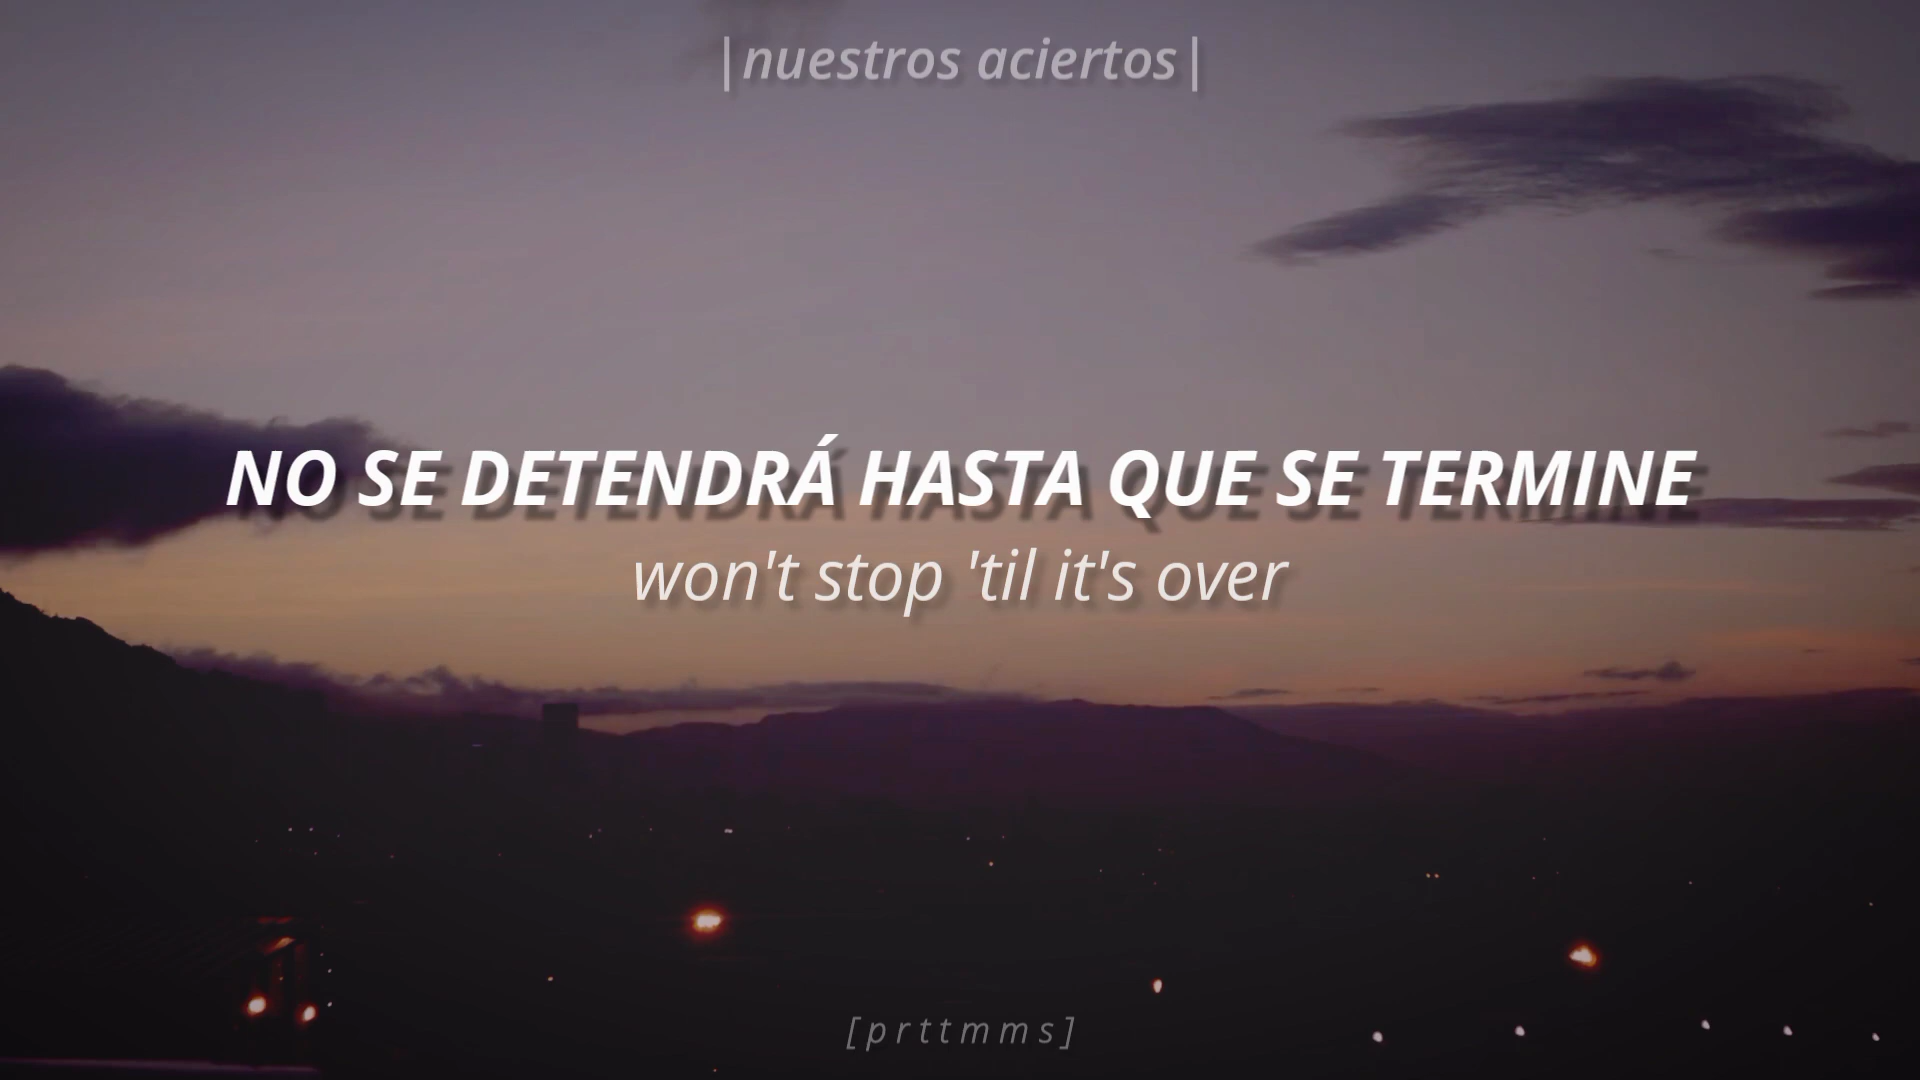 |nuestros aciertos|
NO SE DETENDRÁ HASTA QUE SE TERMINE
won't stop 'til it's over
[prttmms]